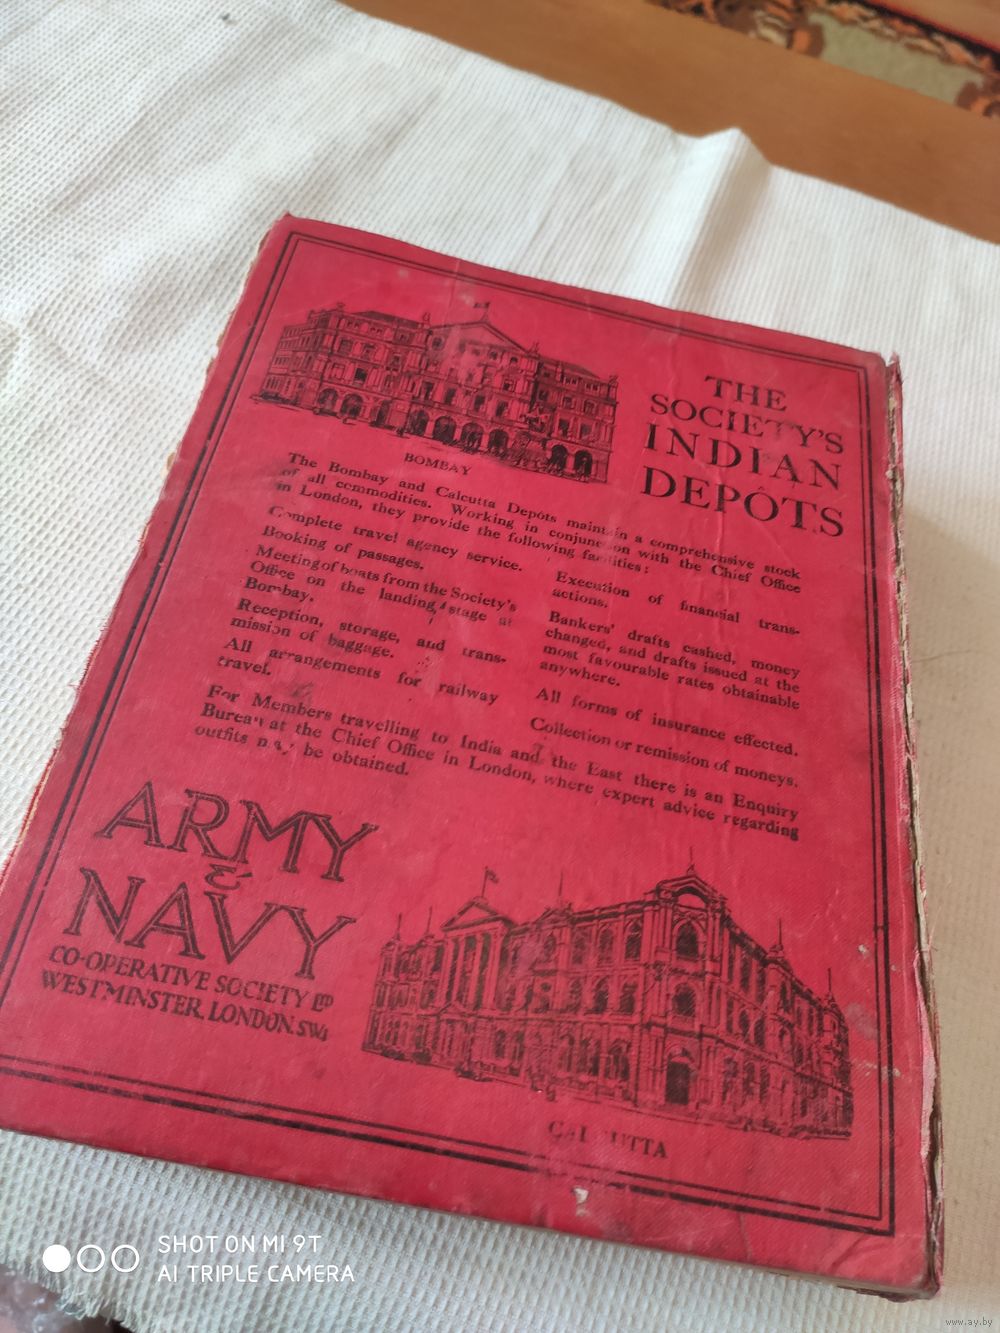 THE
SOCIETY'S
INDIAN
DEPÔTS
BOMBAY
The Bombay and Calcutta Depôts maintain a comprehensive stock
of all commodities. Working in conjunction with the Chief Office
in London, they provide the following facilities:
Complete travel agency service.
Booking of passages.
Meeting of boats from the Society's
Office on the landing stage at
Bombay.
Reception, storage, and trans-
mission of baggage.
All arrangements for railway
travel.
Execution of financial trans-
actions.
Bankers' drafts cashed, money
changed, and drafts issued at the
most favourable rates obtainable
anywhere.
All forms of insurance effected.
Collection or remission of moneys.
For Members travelling to India and the East there is an Enquiry
Bureau at the Chief Office in London, where expert advice regarding
outfits may be obtained.
ARMY
&
NAVY
CO-OPERATIVE SOCIETY LTD
WESTMINSTER, LONDON. SW1
CALCUTTA
SHOT ON MI 9T
AI TRIPLE CAMERA
www.ay.by